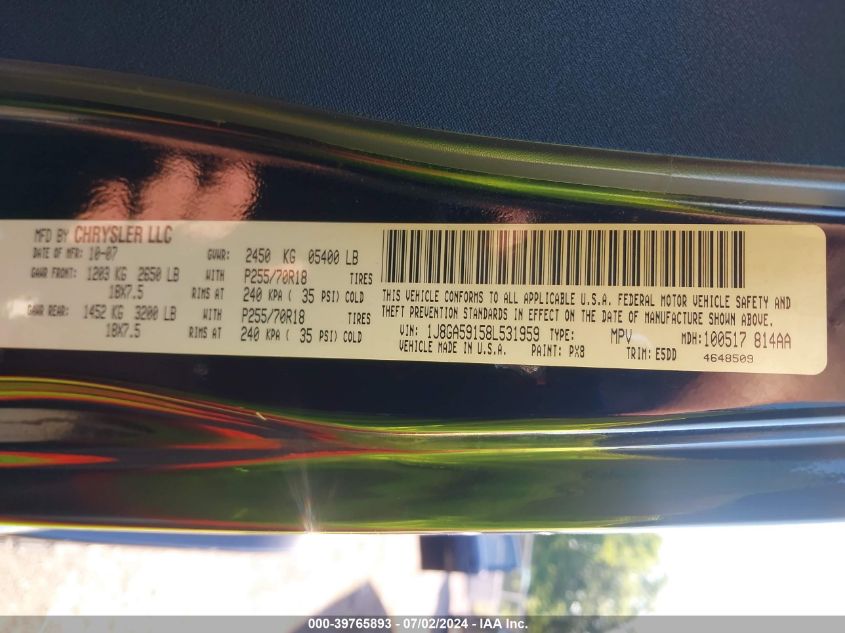 MFD BY CHRYSLER LLC
DATE OF MFR: 10-07 GVWR: 2450 KG 05400 LB
GAWR FRONT: 1203 KG 2650 LB WITH P255/70R18 TIRES
18X7.5 RIMS AT 240 KPA ( 35 PSI) COLD
GAWR REAR: 1452 KG 3200 LB WITH P255/70R18 TIRES
18X7.5 RIMS AT 240 KPA ( 35 PSI) COLD
THIS VEHICLE CONFORMS TO ALL APPLICABLE U.S.A. FEDERAL MOTOR VEHICLE SAFETY AND
THEFT PREVENTION STANDARDS IN EFFECT ON THE DATE OF MANUFACTURE SHOWN ABOVE.
VIN: 1J8GA59158L531959 TYPE: MPV MDH: 100517 814AA
VEHICLE MADE IN U.S.A. PAINT: PX8 TRIM: E5DD 4648509
000-39765893 - 07/02/2024 - IAA Inc.